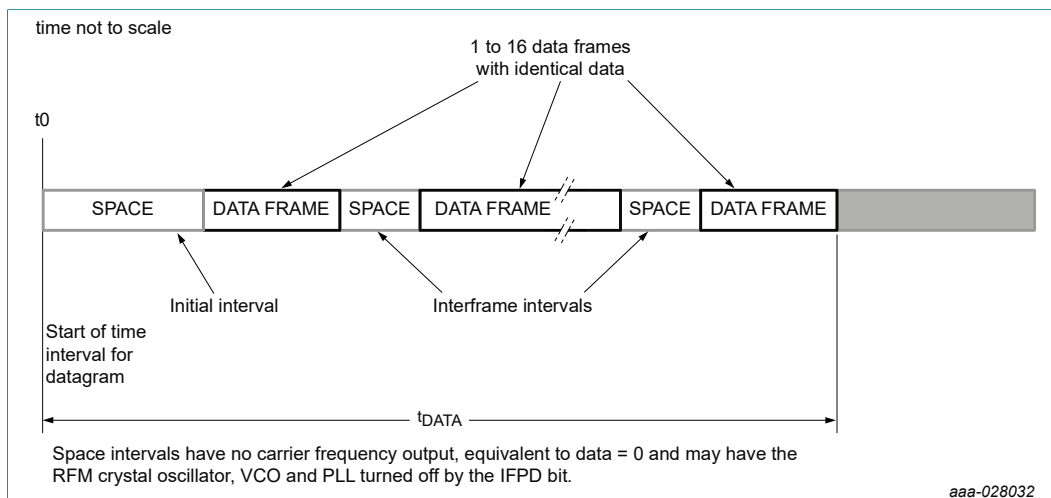 time not to scale
1 to 16 data frames
with identical data
t0
SPACE
DATA FRAME
SPACE
DATA FRAME
SPACE
DATA FRAME
Initial interval
Interframe intervals
Start of time
interval for
datagram
tDATA
Space intervals have no carrier frequency output, equivalent to data = 0 and may have the
RFM crystal oscillator, VCO and PLL turned off by the IFPD bit.
aaa-028032